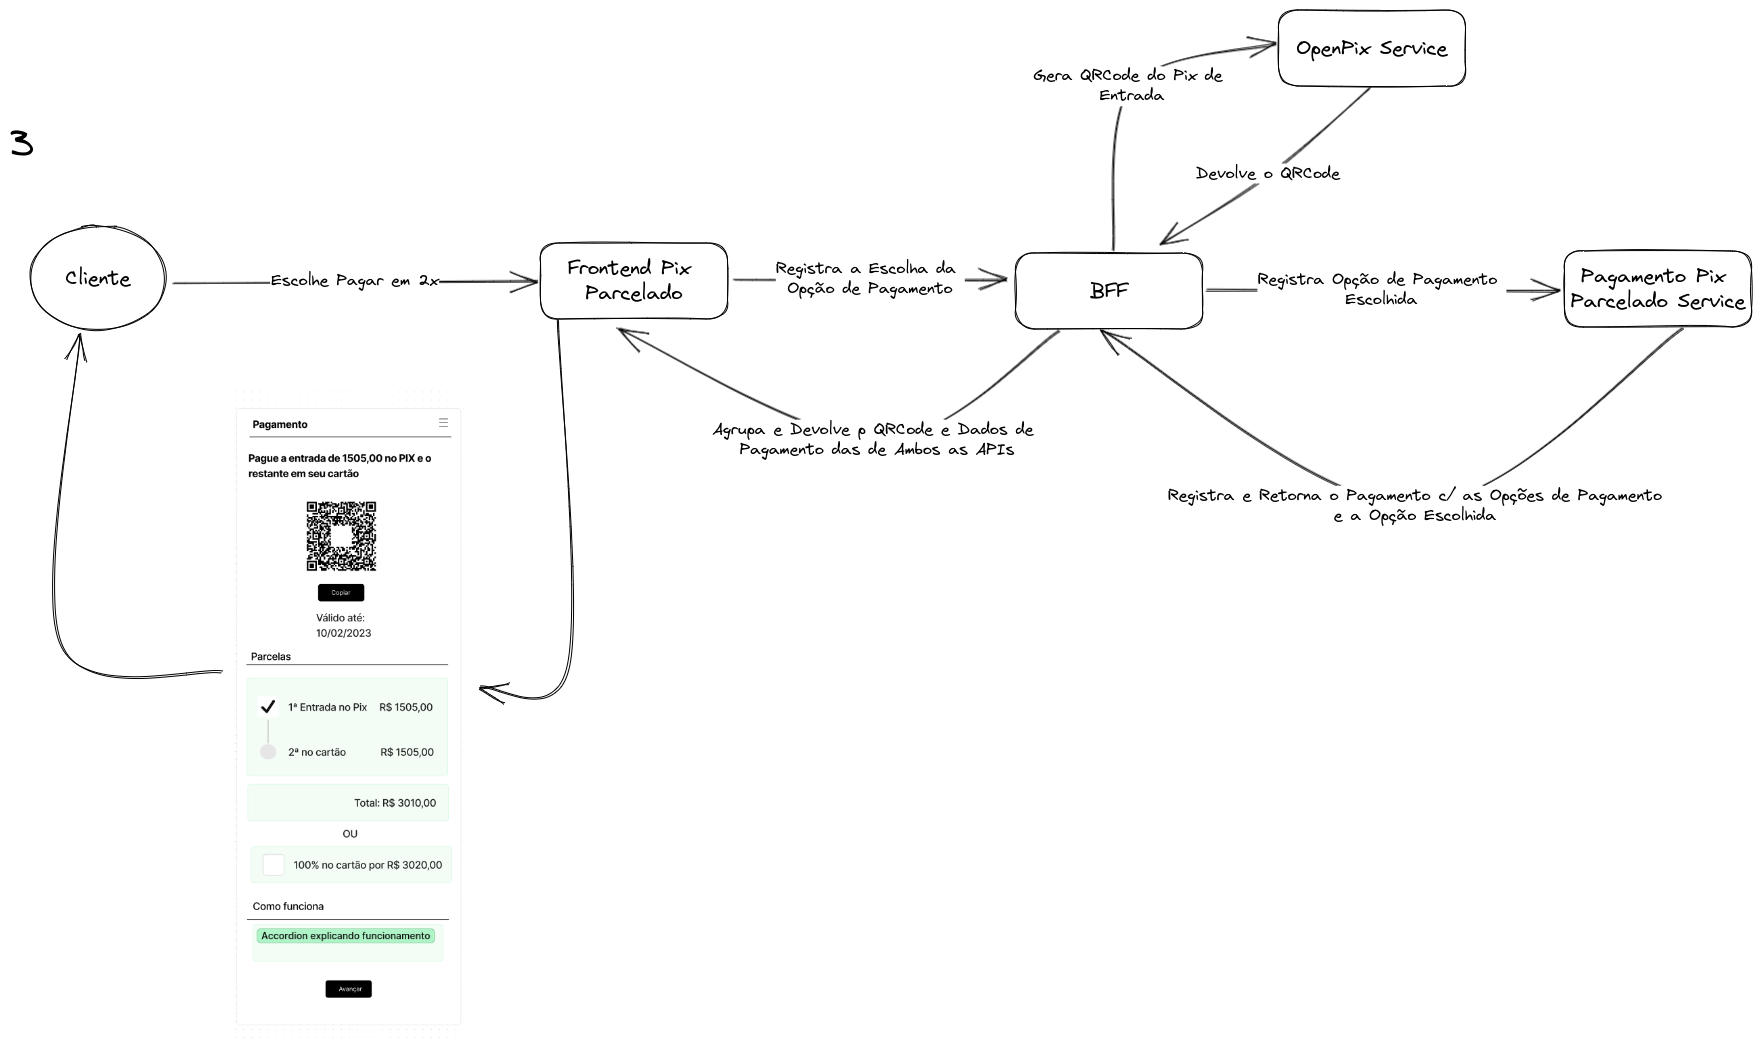 3
OpenPix Service
Gera QRCode do Pix de
Entrada
Devolve o QRCode
Cliente
Escolhe Pagar em 2x
Frontend Pix
Parcelado
Registra a Escolha da
Opção de Pagamento
BFF
Registra Opção de Pagamento
Escolhida
Pagamento Pix
Parcelado Service
Agrupa e Devolve p QRCode e Dados de
Pagamento das de Ambos as APIs
Registra e Retorna o Pagamento c/ as Opções de Pagamento
e a Opção Escolhida
Pagamento
Pague a entrada de 1505,00 no PIX e o
restante em seu cartão
Copiar
Válido até:
10/02/2023
Parcelas
1ª Entrada no Pix R$ 1505,00
2ª no cartão R$ 1505,00
Total: R$ 3010,00
OU
100% no cartão por R$ 3020,00
Como funciona
Accordion explicando funcionamento
Avançar